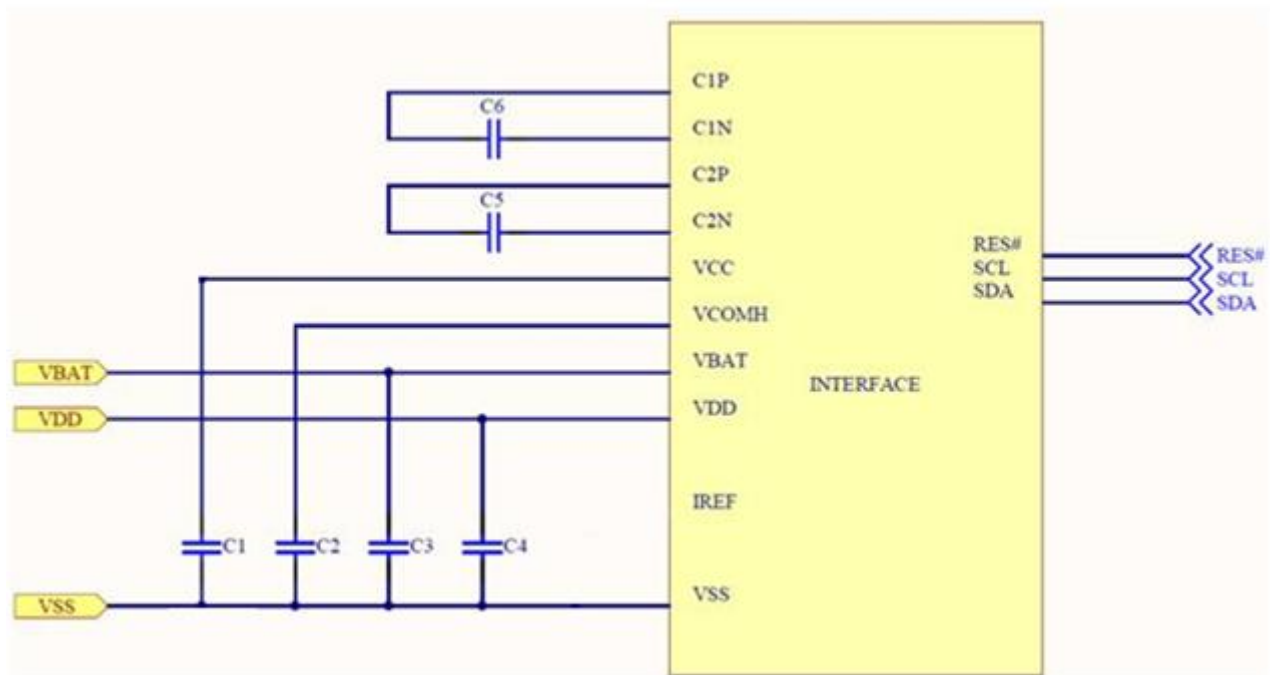 C1P
C6
C1N
C2P
C5
C2N
RES#
RES#
VCC
SCL
SCL
SDA
SDA
VCOMH
VBAT
VBAT
INTERFACE
VDD
VDD
IREF
C1
C2
C3
C4
VSS
VSS